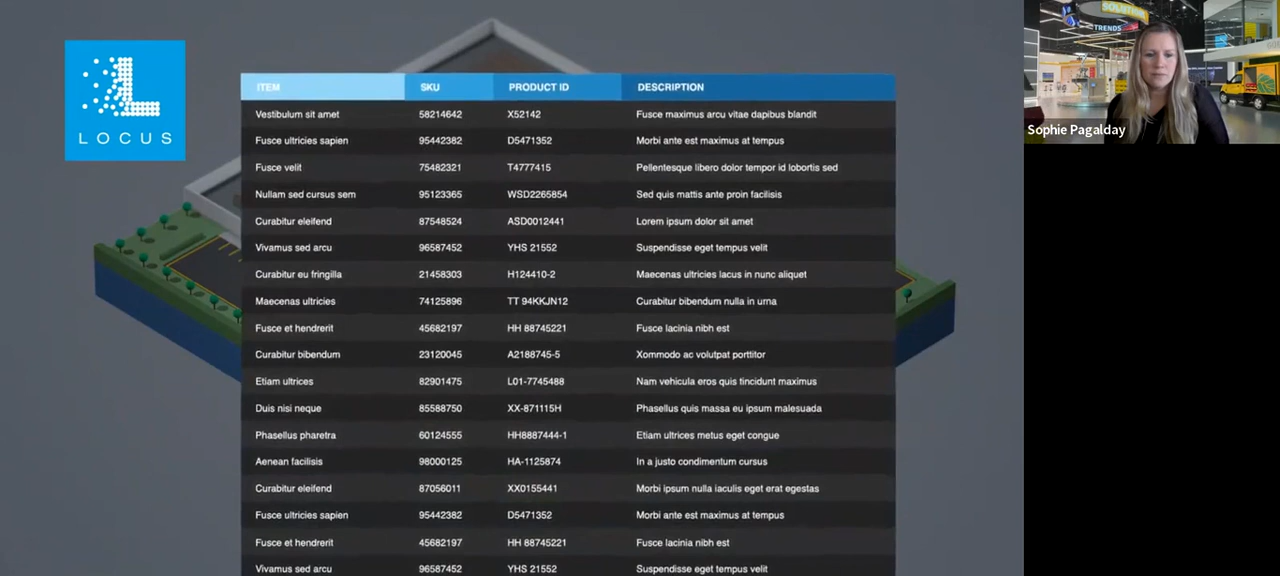 LOCUS
ITEM SKU PRODUCT ID DESCRIPTION
Vestibulum sit amet 58214642 X52142 Fusce maximus arcu vitae dapibus blandit
Fusce ultricies sapien 95442382 D5471352 Morbi ante est maximus at tempus
Fusce velit 75482321 T4777415 Pellentesque libero dolor tempor id lobortis sed
Nullam sed cursus sem 95123365 WSD2265854 Sed quis mattis ante proin facilisis
Curabitur eleifend 87548524 ASD0012441 Lorem ipsum dolor sit amet
Vivamus sed arcu 96587452 YHS 21552 Suspendisse eget tempus velit
Curabitur eu fringilla 21458303 H124410-2 Maecenas ultricies lacus in nunc aliquet
Maecenas ultricies 74125896 TT 94KKJN12 Curabitur bibendum nulla in urna
Fusce et hendrerit 45682197 HH 88745221 Fusce lacinia nibh est
Curabitur bibendum 23120045 A2188745-5 Xommodo ac volutpat porttitor
Etiam ultrices 82901475 L01-7745488 Nam vehicula eros quis tincidunt maximus
Duis nisi neque 85588750 XX-871115H Phasellus quis massa eu ipsum malesuada
Phasellus pharetra 60124555 HH8887444-1 Etiam ultrices metus eget congue
Aenean facilisis 98000125 HA-1125874 In a justo condimentum cursus
Curabitur eleifend 87056011 XX0155441 Morbi ipsum nulla iaculis eget erat egestas
Fusce ultricies sapien 95442382 D5471352 Morbi ante est maximus at tempus
Fusce et hendrerit 45682197 HH 88745221 Fusce lacinia nibh est
Vivamus sed arcu 96587452 YHS 21552 Suspendisse eget tempus velit
SOLUTION
TRENDS
Sophie Pagalday